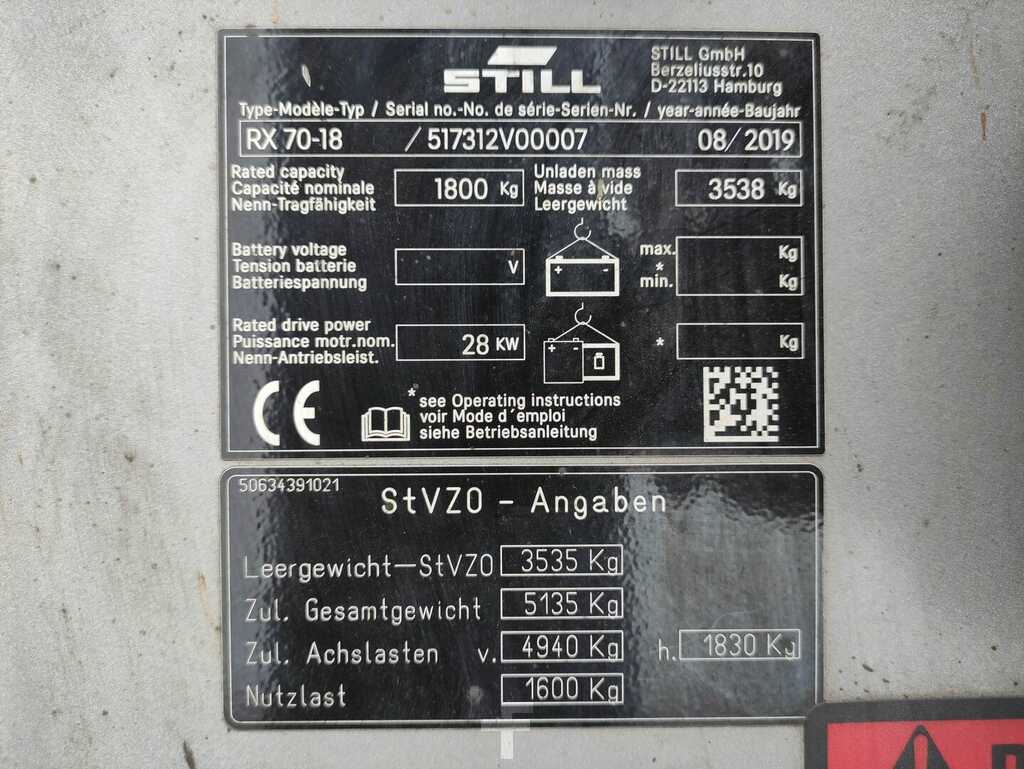 STILL
STILL GmbH
Berzeliusstr.10
D-22113 Hamburg
Type-Modèle-Typ / Serial no.-No. de série-Serien-Nr. / year-année-Baujahr
RX 70-18 / 517312V00007 08/2019
Rated capacity
Capacité nominale
Nenn-Tragfähigkeit
1800 Kg
Unladen mass
Masse à vide
Leergewicht
3538 Kg
Battery voltage
Tension batterie
Batteriespannung
V
+ -
max. Kg
*
min. Kg
Rated drive power
Puissance motr.nom.
Nenn-Antriebsleist.
28 KW
+ -
* Kg
CE
* see Operating instructions
voir Mode d´emploi
siehe Betriebsanleitung
50634391021
StVZO - Angaben
Leergewicht-StVZO 3535 Kg
Zul. Gesamtgewicht 5135 Kg
Zul. Achslasten v. 4940 Kg h. 1830 Kg
Nutzlast 1600 Kg